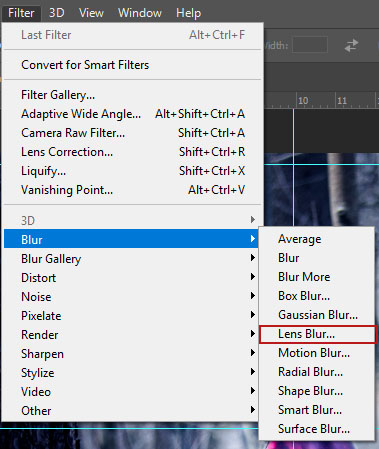 Filter 3D View Window Help
Last Filter Alt+Ctrl+F
Width:
Convert for Smart Filters
Filter Gallery...
Adaptive Wide Angle... Alt+Shift+Ctrl+A
10 11
Camera Raw Filter... Shift+Ctrl+A
Lens Correction... Shift+Ctrl+R
Liquify... Shift+Ctrl+X
Vanishing Point... Alt+Ctrl+V
3D
Blur
Blur Gallery
Distort
Noise
Pixelate
Render
Sharpen
Stylize
Video
Other
Average
Blur
Blur More
Box Blur...
Gaussian Blur...
Lens Blur...
Motion Blur...
Radial Blur...
Shape Blur...
Smart Blur...
Surface Blur...